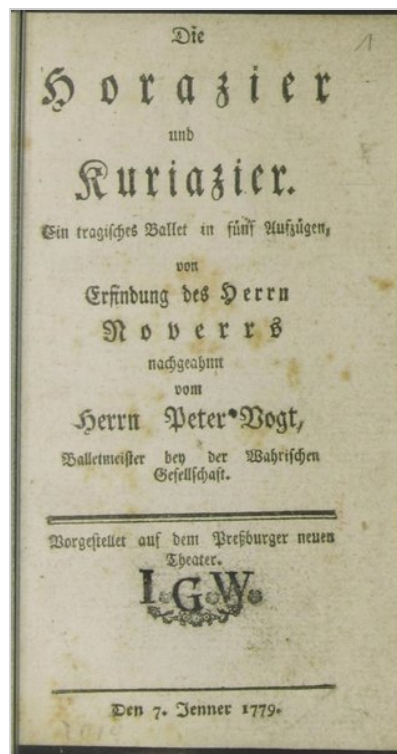 Die
1
Horazier
und
Kuriazier.
Ein tragisches Ballet in fünf Aufzügen,
von
Erfindung des Herrn
Noverrs
nachgeahmt
vom
Herrn Peter Vogt,
Balletmeister bey der Wahrischen
Gesellschaft.
Vorgestellet auf dem Preßburger neuen
Theater.
I.G.W.
Den 7. Jenner 1779.